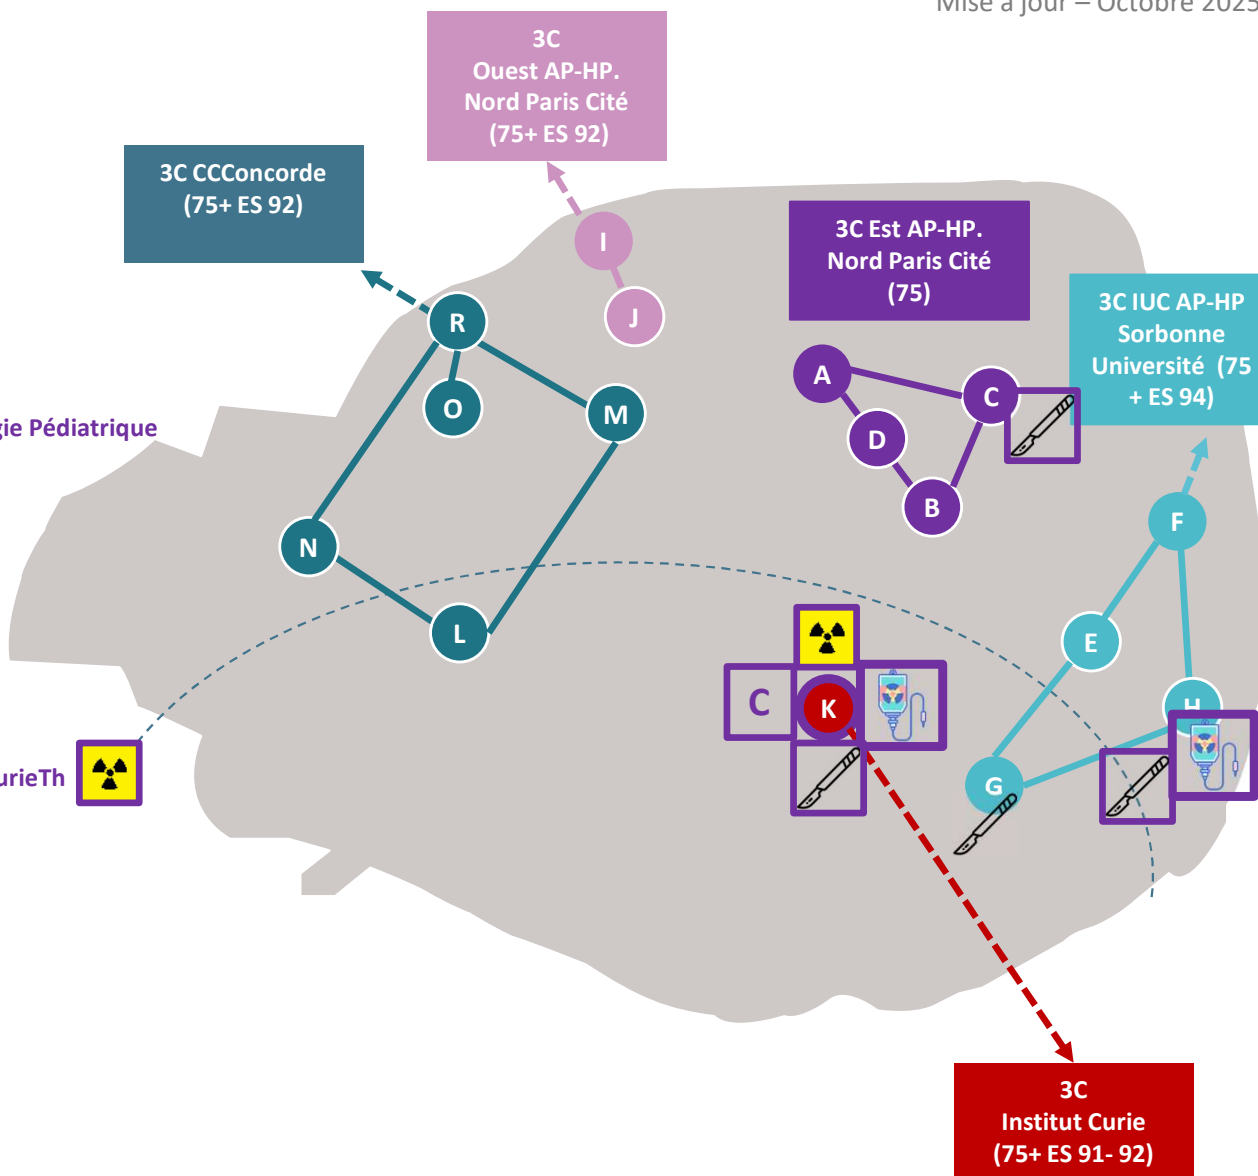 Mise à jour – Octobre 2025
3C
Ouest AP-HP.
Nord Paris Cité
(75+ ES 92)
3C CCConcorde
(75+ ES 92)
3C Est AP-HP.
Nord Paris Cité
(75)
3C IUC AP-HP
Sorbonne
Université (75
+ ES 94)
I
J
R
O
M
A
C
D
B
gie Pédiatrique
F
N
L
E
C
K
H
G
urieTh
3C
Institut Curie
(75+ ES 91- 92)